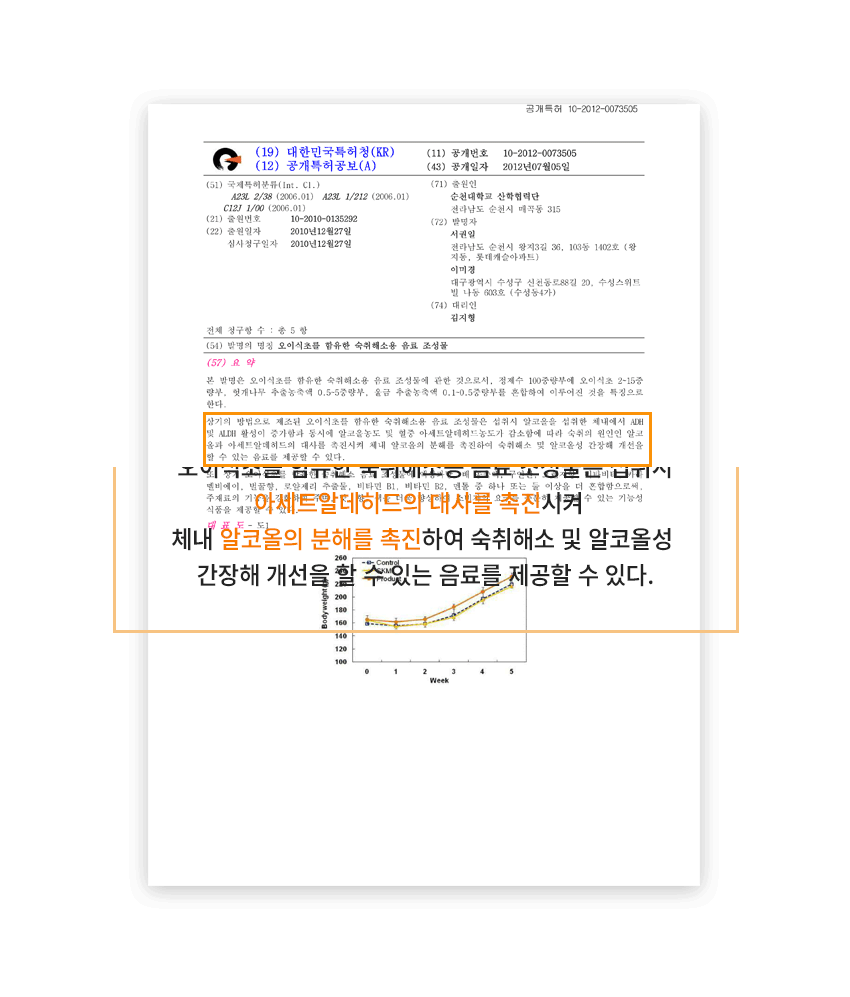 공개특허 10-2012-0073505
(19) 대한민국특허청(KR)
(12) 공개특허공보(A)
(11) 공개번호 10-2012-0073505
(43) 공개일자 2012년07월05일
(51) 국제특허분류(Int. Cl.)
A23L 2/38 (2006.01) A23L 1/212 (2006.01)
C12J 1/00 (2006.01)
(21) 출원번호 10-2010-0135292
(22) 출원일자 2010년12월27일
심사청구일자 2010년12월27일
(71) 출원인
순천대학교 산학협력단
전라남도 순천시 매곡동 315
(72) 발명자
서권일
전라남도 순천시 왕지3길 36, 103동 1402호 (왕
지동, 롯데캐슬아파트)
이미경
대구광역시 수성구 신천동로88길 20, 수성스위트
빌 나동 603호 (수성동4가)
(74) 대리인
김지형
전체 청구항 수 : 총 5 항
(54) 발명의 명칭 오이식초를 함유한 숙취해소용 음료 조성물
(57) 요 약
본 발명은 오이식초를 함유한 숙취해소용 음료 조성물에 관한 것으로서, 정제수 100중량부에 오이식초 2-15중
량부, 헛개나무 추출농축액 0.5-5중량부, 울금 추출농축액 0.1-0.5중량부를 혼합하여 이루어진 것을 특징으로
한다.
상기의 방법으로 제조된 오이식초를 함유한 숙취해소용 음료 조성물은 섭취시 알코올을 섭취한 체내에서 ADH
및 ALDH 활성이 증가함과 동시에 알코올농도 및 혈중 아세트알데히드농도가 감소함에 따라 숙취의 원인인 알코
올과 아세트알데히드의 대사를 촉진시켜 체내 알코올의 분해를 촉진하여 숙취해소 및 알코올성 간장해 개선을
할 수 있는 음료를 제공할 수 있다.
오이식초를 함유한 숙취해소용 음료 조성물은 섭취시
엘비에이, 벌꿀향, 로얄제리 추출물, 비타민 B1, 비타민 B2, 멘톨 중 하나 또는 둘 이상을 더 혼합함으로써,
주재료의 기능을
수 있는 기능성
식품을 제공할 수 있다.
아세트알데히드의 대사를 촉진시켜
대 표 도 - 도1
체내 알코올의 분해를 촉진하여 숙취해소 및 알코올성
간장해 개선을 할 수 있는 음료를 제공할 수 있다.
Control
Product
Body weight
260
240
220
200
180
160
140
120
100
0 1 2 3 4 5
Week